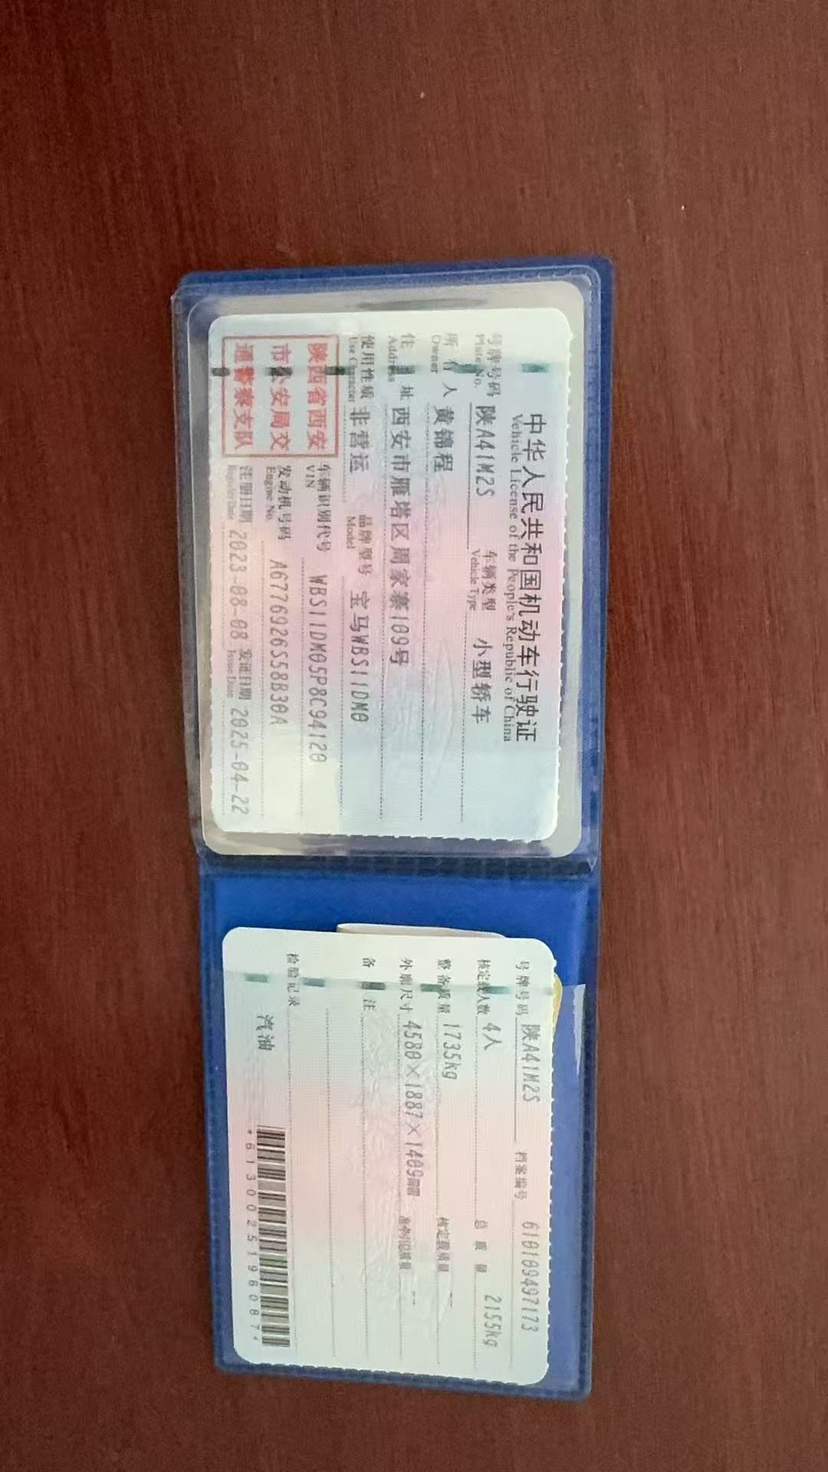 中华人民共和国机动车行驶证
Vehicle License of the People's Republic of China
号牌号码 陕A41M2S 车辆类型 小型轿车
Plate No. Vehicle Type
所有人 黄锦程
Owner
住址 西安市雁塔区周家寨109号
Address
使用性质 非营运 品牌型号 宝马WBS11DM0
Use Character Model
陕西省西安
市公安局交
通警察支队
车辆识别代号 WBS11DM05P8C94120
VIN
发动机号码 A6776926S58B30A
Engine No.
注册日期 2023-08-08 发证日期 2025-04-22
Register Date Issue Date
号牌号码 陕A41M2S 档案编号 610109497173
核定载人数 4人 总质量 2155kg
整备质量 1735kg 核定载质量 --
外廓尺寸 4580×1887×1409mm 准牵引总质量 --
备注
检验记录
汽油
*6130025196087*